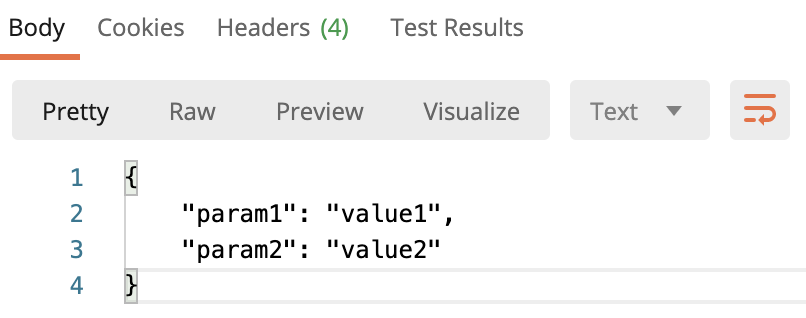 Body Cookies Headers (4) Test Results
Pretty Raw Preview Visualize Text
1 {
2 "param1": "value1",
3 "param2": "value2"
4 }